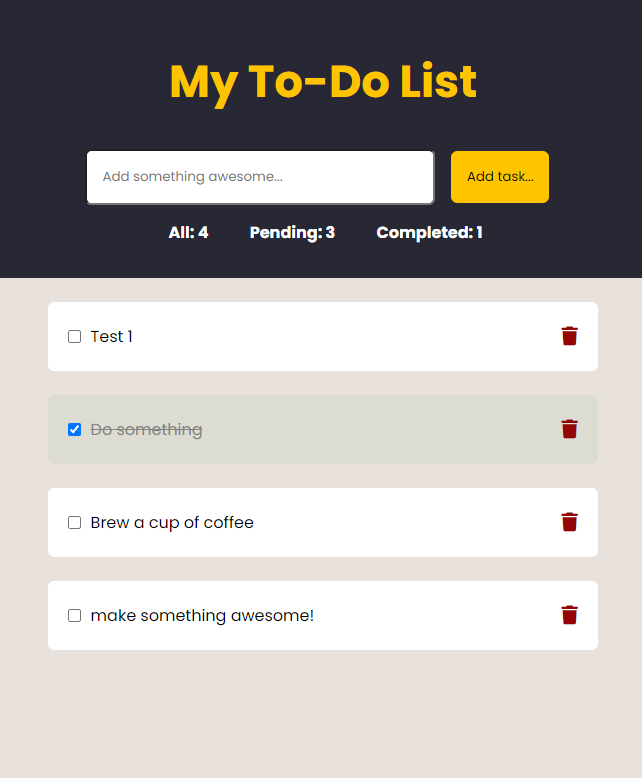 My To-Do List
Add something awesome...
Add task...
All: 4 Pending: 3 Completed: 1
Test 1
Do something
Brew a cup of coffee
make something awesome!